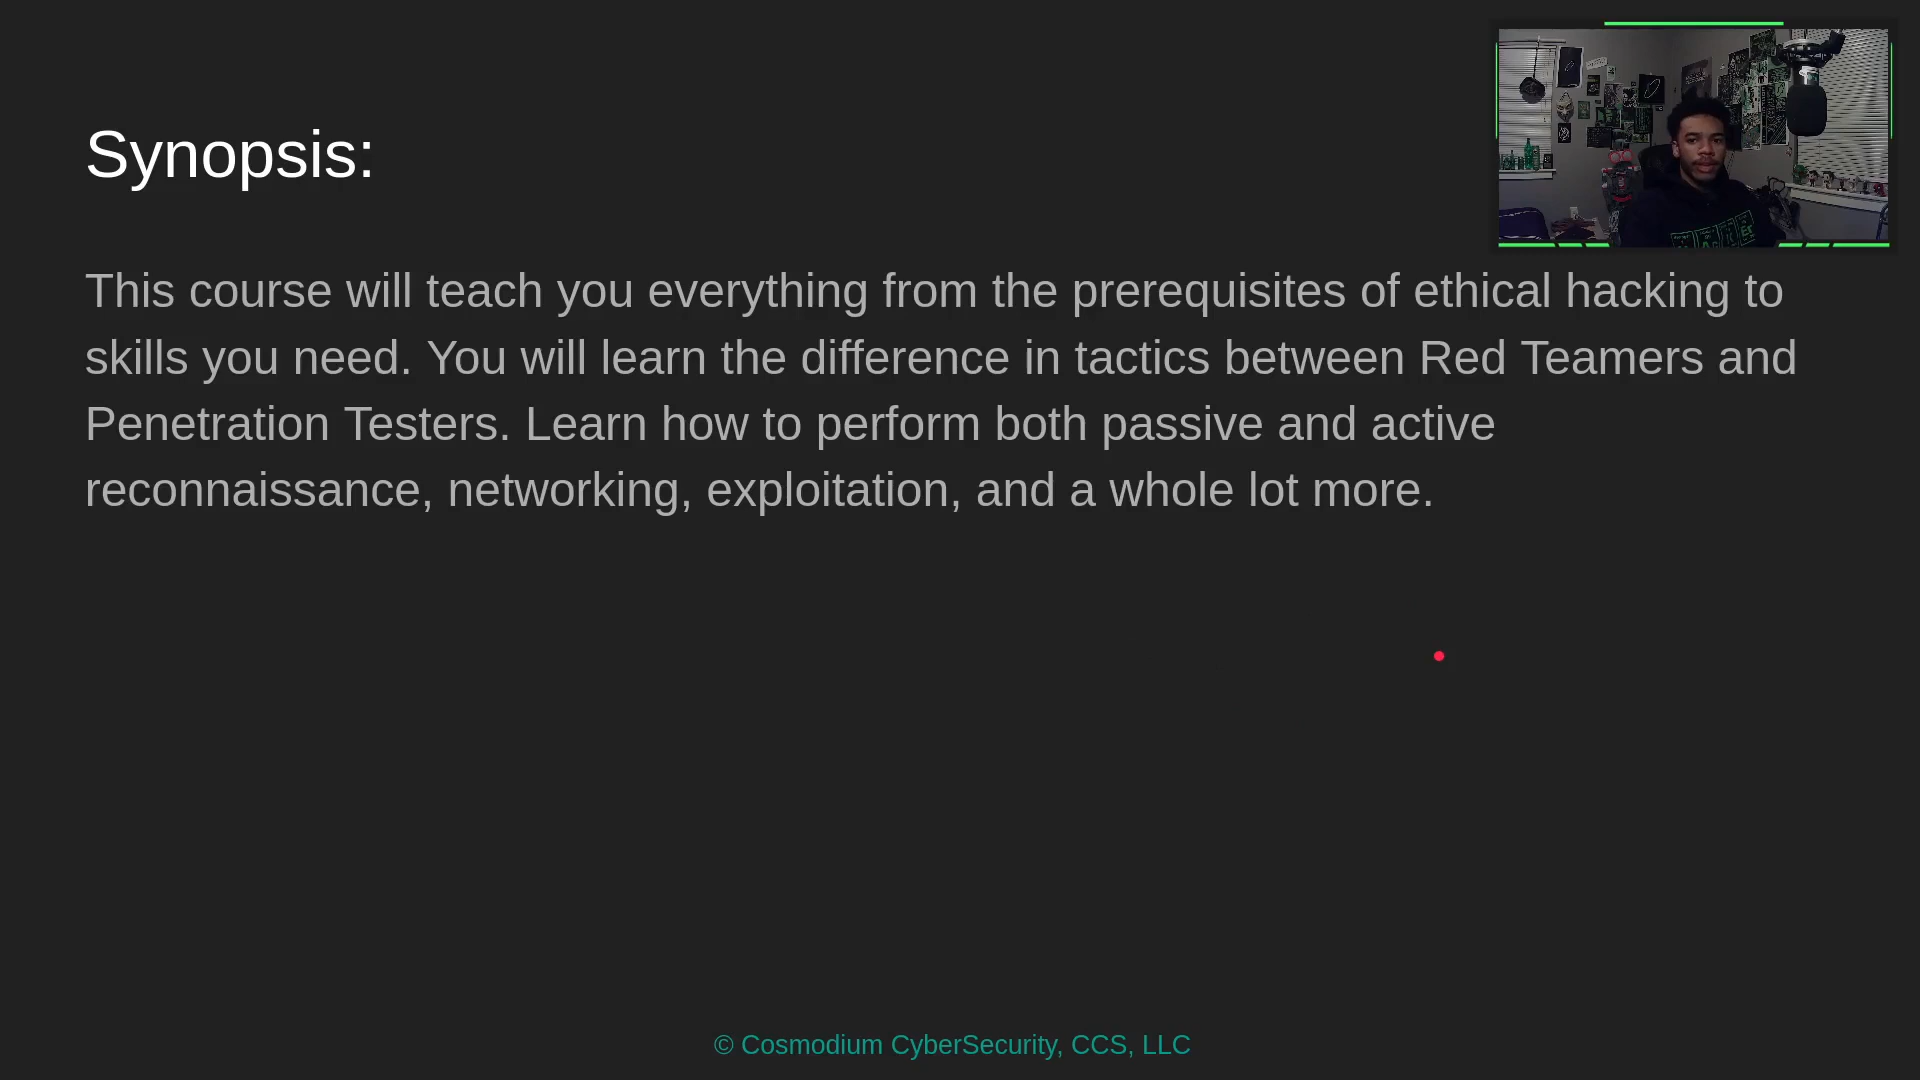 Synopsis:
This course will teach you everything from the prerequisites of ethical hacking to
skills you need. You will learn the difference in tactics between Red Teamers and
Penetration Testers. Learn how to perform both passive and active
reconnaissance, networking, exploitation, and a whole lot more.
© Cosmodium CyberSecurity, CCS, LLC